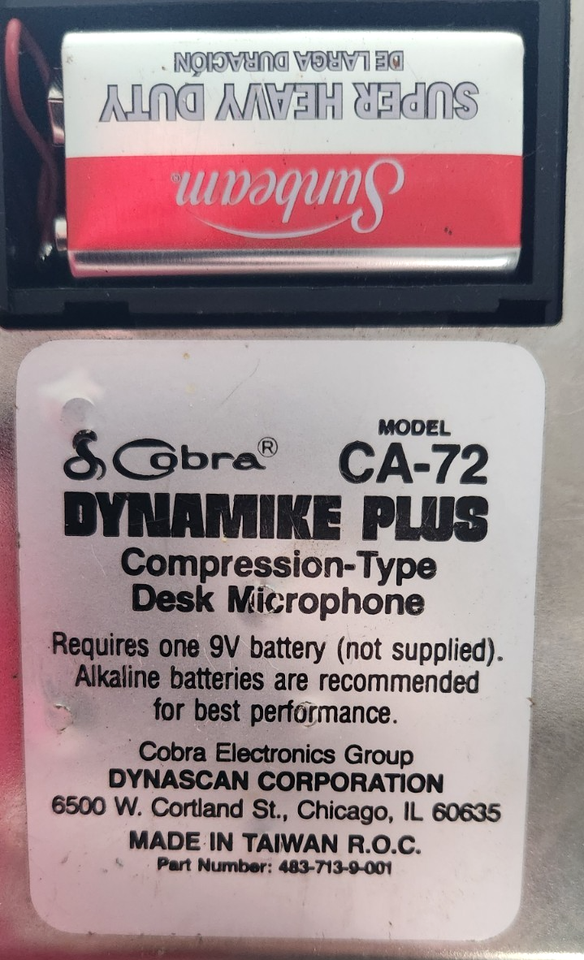 DE LARGA DURACIÓN
SUPER HEAVY DUTY
Sunbeam®
Cobra®
MODEL
CA-72
DYNAMIKE PLUS
Compression-Type
Desk Microphone
Requires one 9V battery (not supplied).
Alkaline batteries are recommended
for best performance.
Cobra Electronics Group
DYNASCAN CORPORATION
6500 W. Cortland St., Chicago, IL 60635
MADE IN TAIWAN R.O.C.
Part Number: 483-713-9-001